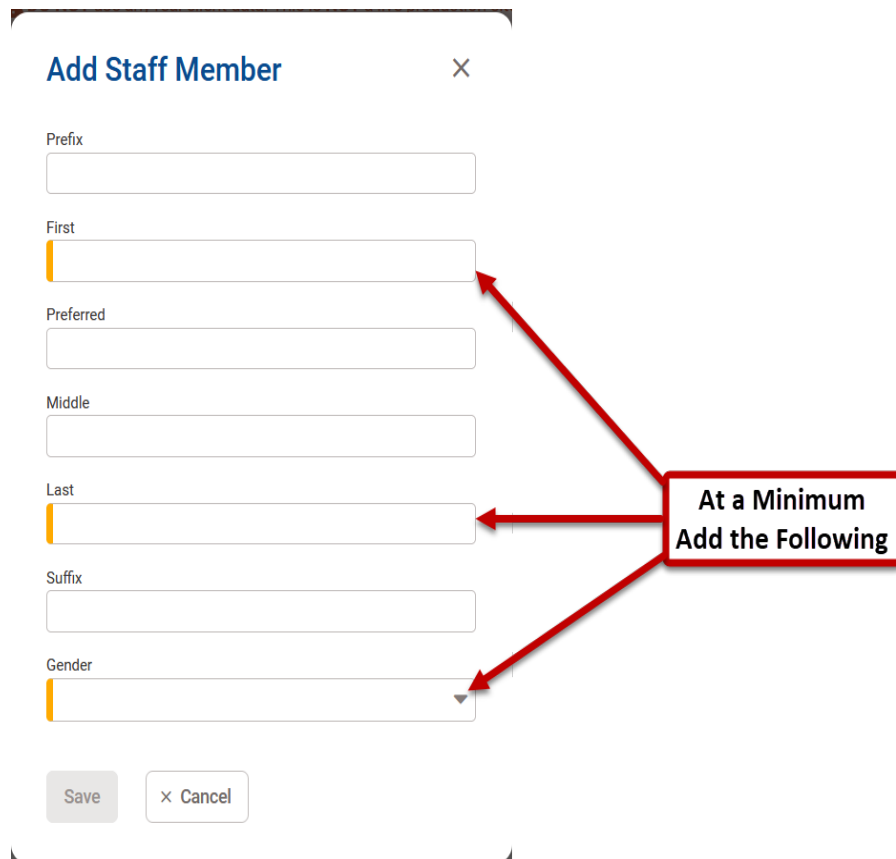 Add Staff Member
Prefix
First
Preferred
Middle
Last
At a Minimum
Add the Following
Suffix
Gender
Save
× Cancel